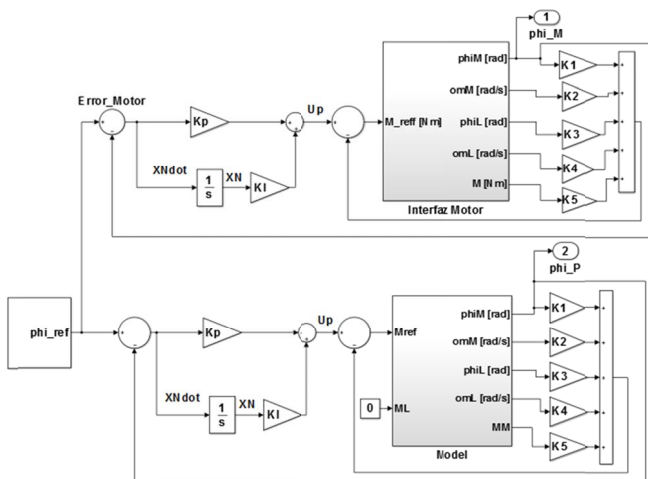 1
phi_M
phiM [rad]
K1
Error_Motor
omM [rad/s]
K2
Kp
Up
M_reff [Nm]
phiL [rad]
K3
XNdot
XN
1
s
KI
omL [rad/s]
K4
M [Nm]
K5
Interfaz Motor
2
phi_P
phi_ref
Kp
Up
Mref
phiM [rad]
K1
omM [rad/s]
K2
phiL [rad]
K3
XNdot
XN
1
s
KI
0
ML
omL [rad/s]
K4
MM
K5
Model